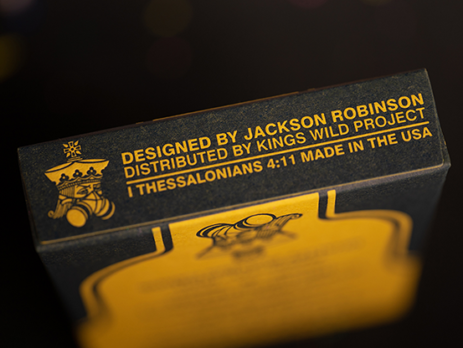 DESIGNED BY JACKSON ROBINSON
DISTRIBUTED BY KINGS WILD PROJECT
I THESSALONIANS 4:11 MADE IN THE USA